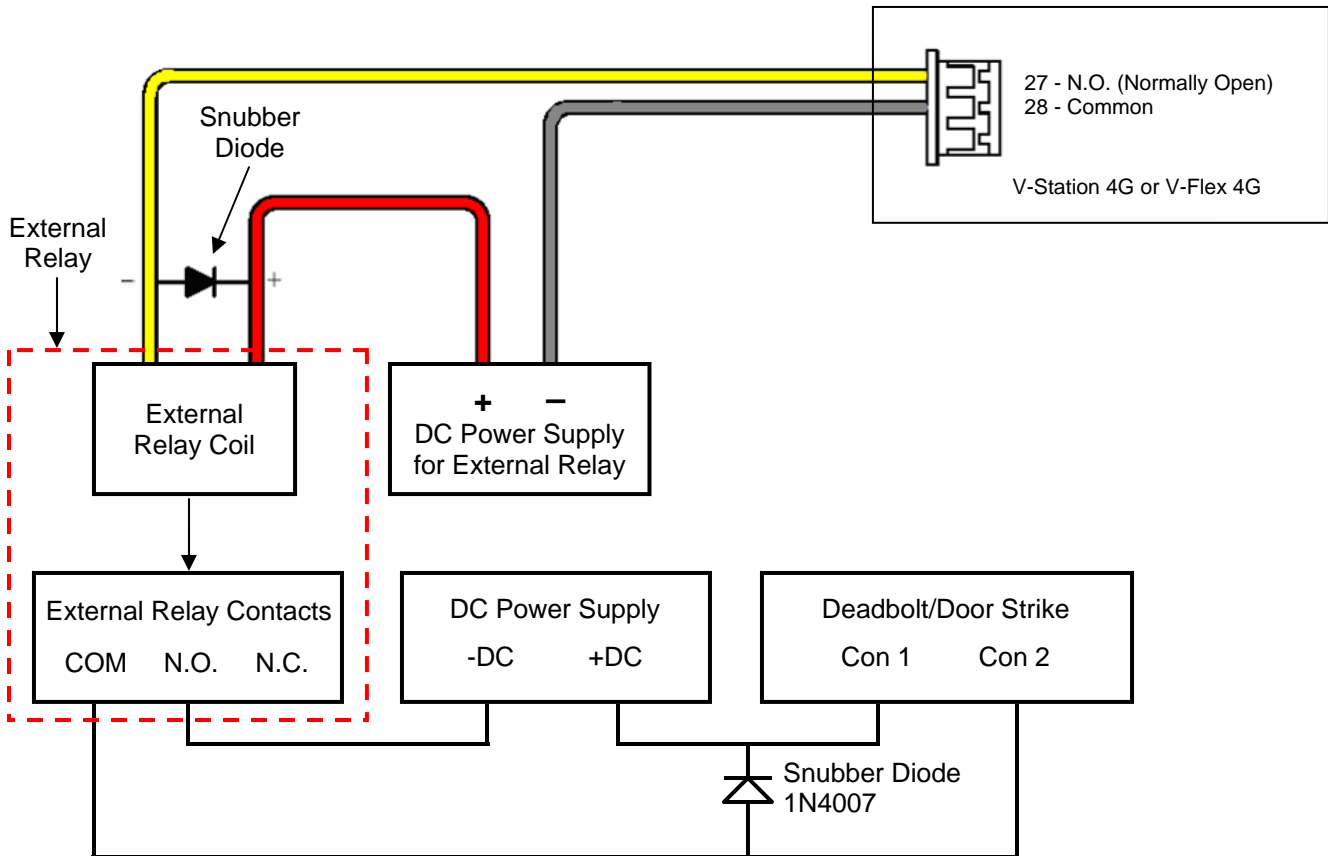 27 - N.O. (Normally Open)
28 - Common
V-Station 4G or V-Flex 4G
Snubber
Diode
External
Relay
- +
External
Relay Coil
+ –
DC Power Supply
for External Relay
External Relay Contacts
COM N.O. N.C.
DC Power Supply
-DC +DC
Deadbolt/Door Strike
Con 1 Con 2
Snubber Diode
1N4007